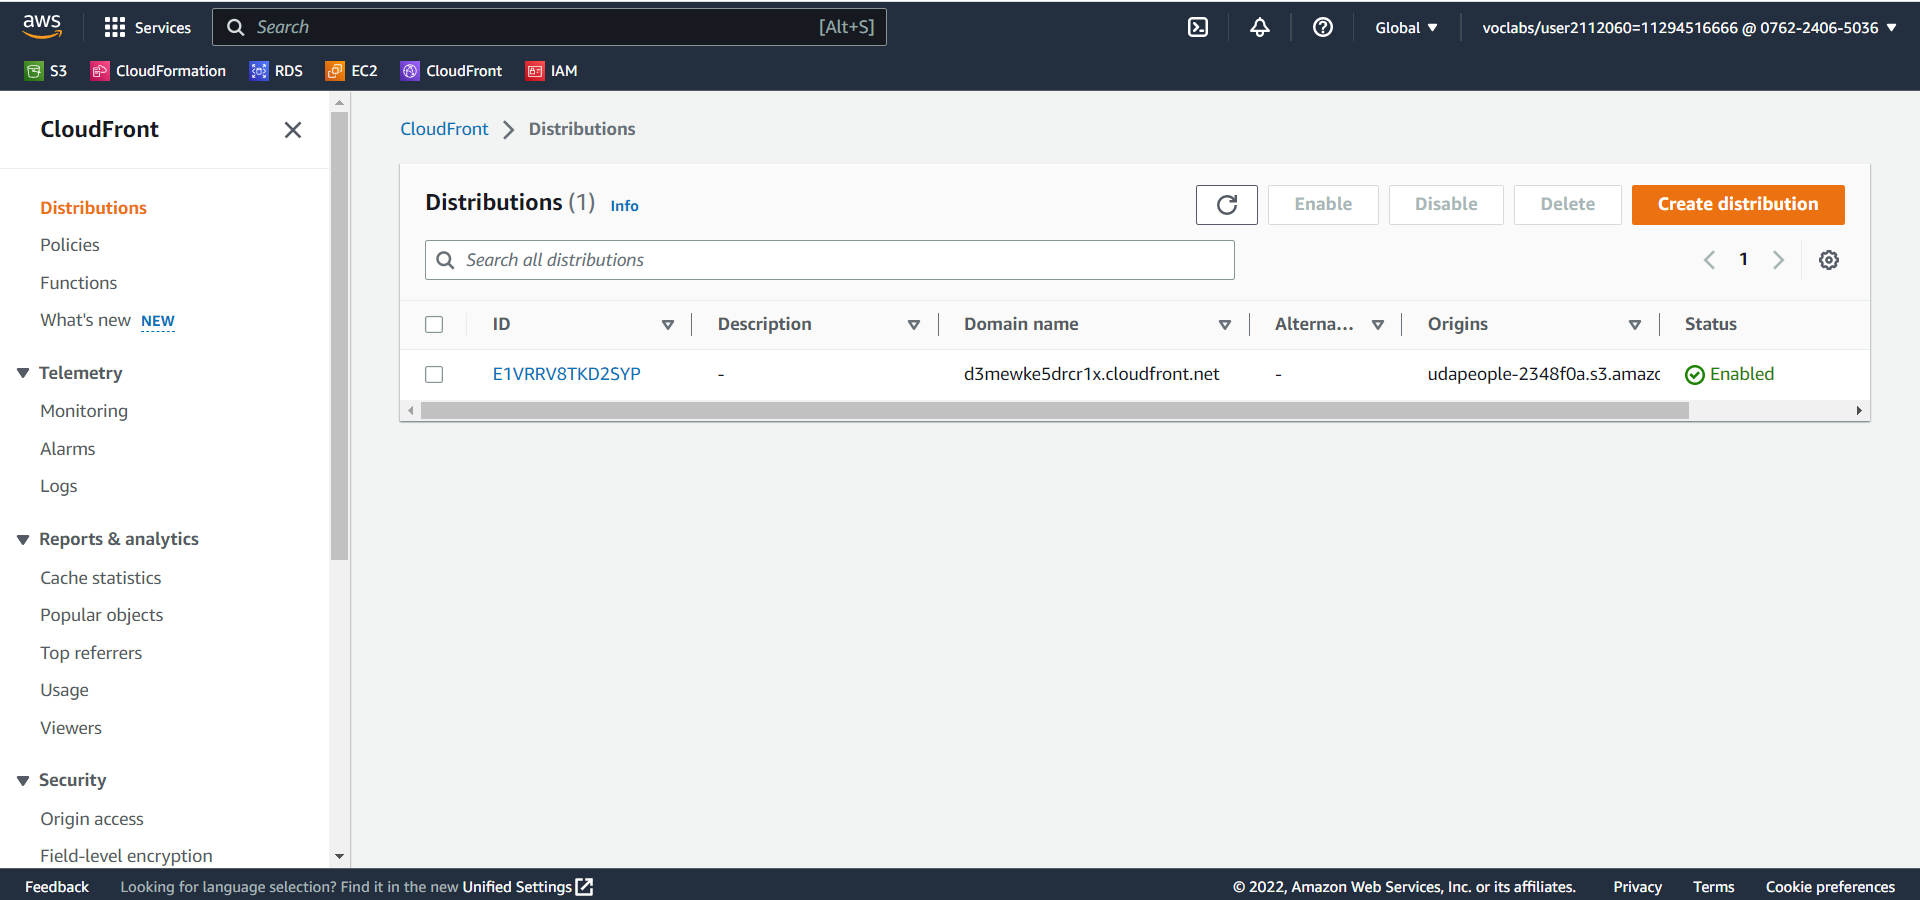 aws
Services
Search [Alt+S]
Global
voclabs/user2112060=11294516666 @ 0762-2406-5036
S3 CloudFormation RDS EC2 CloudFront IAM
CloudFront
Distributions
Policies
Functions
What's new NEW
Telemetry
Monitoring
Alarms
Logs
Reports & analytics
Cache statistics
Popular objects
Top referrers
Usage
Viewers
Security
Origin access
Field-level encryption
CloudFront Distributions
Distributions (1) Info
Enable Disable Delete Create distribution
Search all distributions
1
ID Description Domain name Alterna... Origins Status
E1VRRV8TKD2SYP - d3mewke5drcr1x.cloudfront.net - udapeople-2348f0a.s3.amazc Enabled
Feedback Looking for language selection? Find it in the new Unified Settings © 2022, Amazon Web Services, Inc. or its affiliates. Privacy Terms Cookie preferences